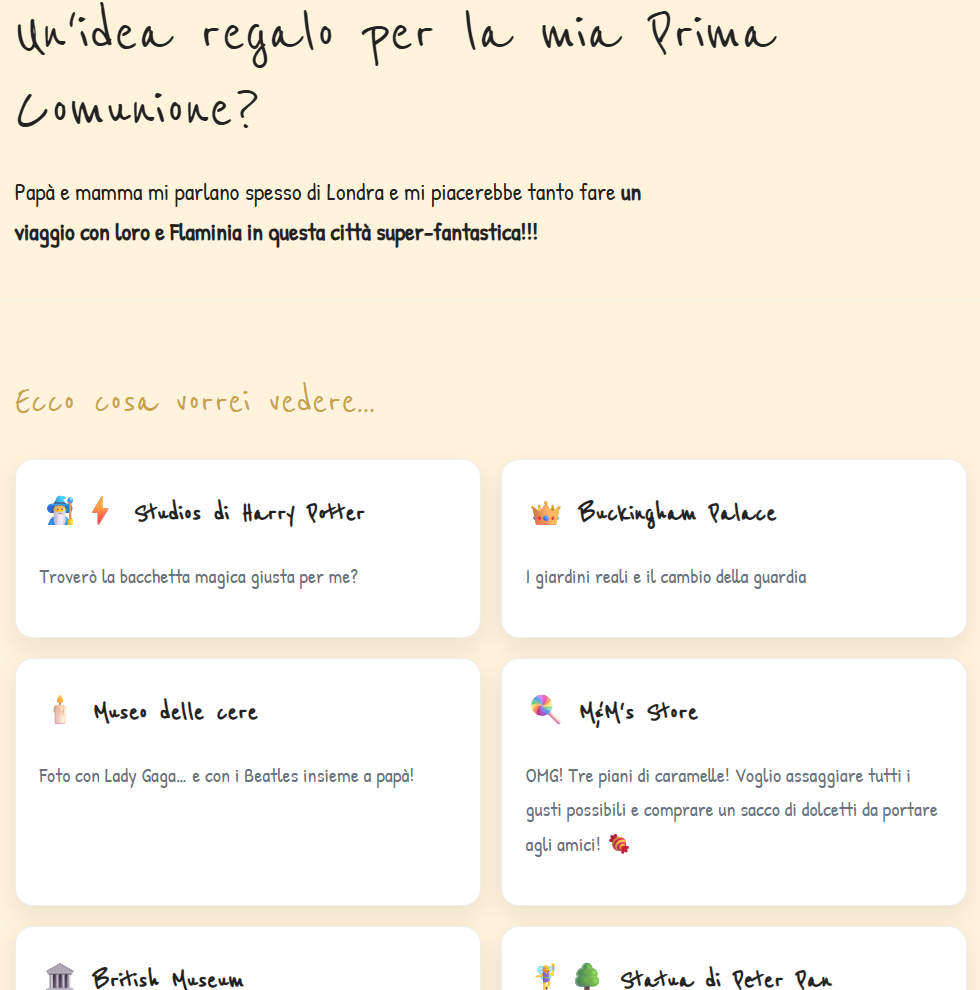 Un'idea regalo per la mia Prima
Comunione?
Papà e mamma mi parlano spesso di Londra e mi piacerebbe tanto fare un
viaggio con loro e Flaminia in questa città super-fantastica!!!
Ecco cosa vorrei vedere...
Studios di Harry Potter
Troverò la bacchetta magica giusta per me?
Buckingham Palace
I giardini reali e il cambio della guardia
Museo delle cere
Foto con Lady Gaga... e con i Beatles insieme a papà!
M&M's Store
OMG! Tre piani di caramelle! Voglio assaggiare tutti i
gusti possibili e comprare un sacco di dolcetti da portare
agli amici!
British Museum
Statua di Peter Pan